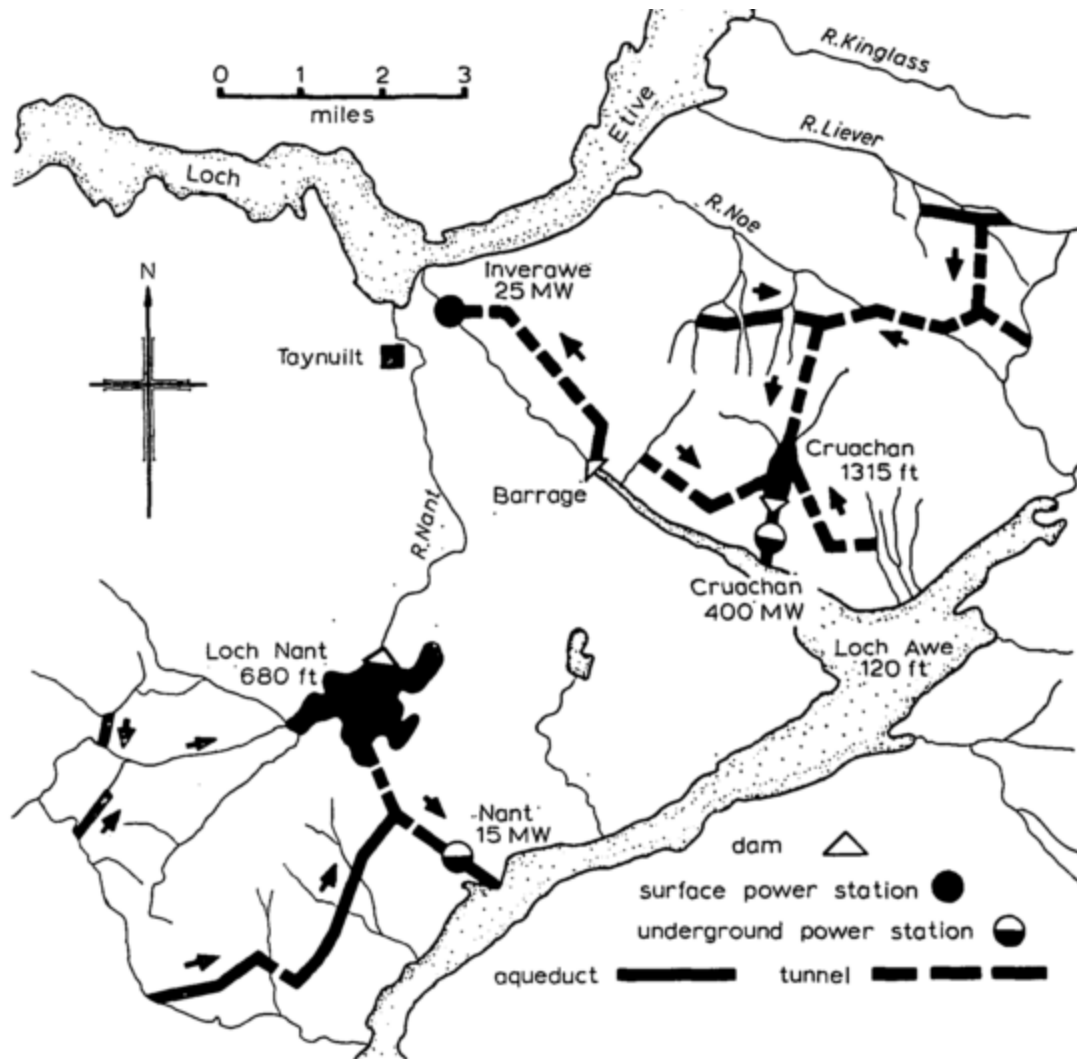 0 1 2 3
miles
R. Kinglass
R. Liever
Etive
Loch
R. Noe
N
Inverawe
25 MW
Taynuilt
Cruachan
1315 ft
Barrage
R. Nant
Cruachan
400 MW
Loch Nant
680 ft
Loch Awe
120 ft
Nant
15 MW
dam
surface power station
underground power station
aqueduct tunnel